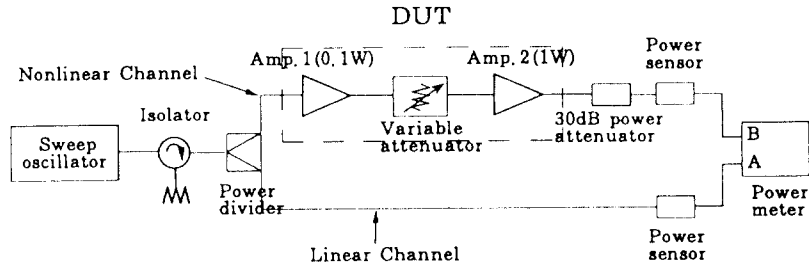 DUT
Amp. 1 (0, 1W)
Amp. 2 (1W)
Power
sensor
Nonlinear Channel
Isolator
Sweep
oscillator
Variable
attenuator
30dB power
attenuator
B
A
Power
divider
Power
meter
Linear Channel
Power
sensor